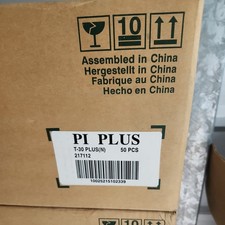 10
Assembled in China
Hergestellt in China
Fabrique au China
Hecho en China
PI PLUS
T-30 PLUS(N) 50 PCS
217112